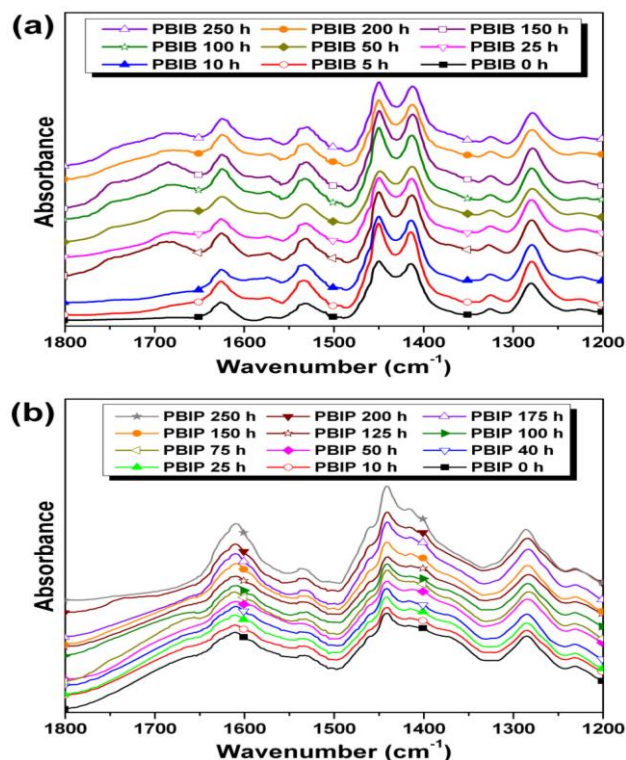 (a)
PBIB 250 h PBIB 200 h PBIB 150 h
PBIB 100 h PBIB 50 h PBIB 25 h
PBIB 10 h PBIB 5 h PBIB 0 h
Absorbance
1800 1700 1600 1500 1400 1300 1200
Wavenumber (cm⁻¹)
(b)
PBIP 250 h PBIP 200 h PBIP 175 h
PBIP 150 h PBIP 125 h PBIP 100 h
PBIP 75 h PBIP 50 h PBIP 40 h
PBIP 25 h PBIP 10 h PBIP 0 h
Absorbance
1800 1700 1600 1500 1400 1300 1200
Wavenumber (cm⁻¹)